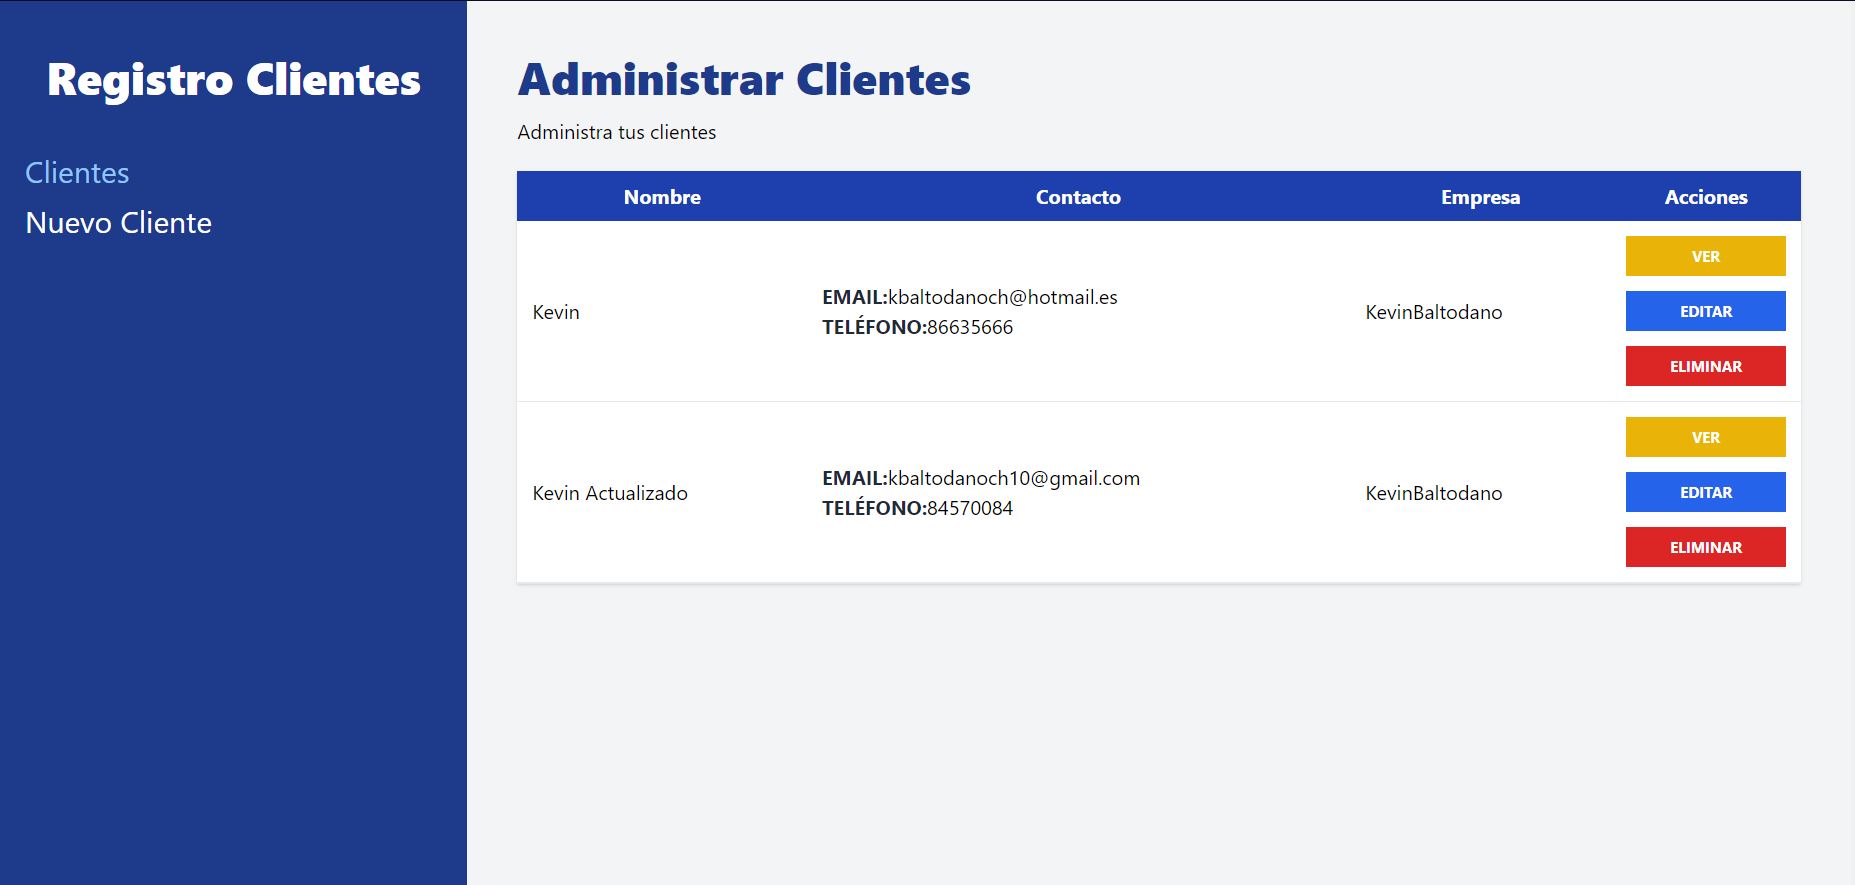 Registro Clientes
Clientes
Nuevo Cliente
Administrar Clientes
Administra tus clientes
Nombre Contacto Empresa Acciones
Kevin
EMAIL:kbaltodanoch@hotmail.es
TELÉFONO:86635666
KevinBaltodano
VER
EDITAR
ELIMINAR
Kevin Actualizado
EMAIL:kbaltodanoch10@gmail.com
TELÉFONO:84570084
KevinBaltodano
VER
EDITAR
ELIMINAR